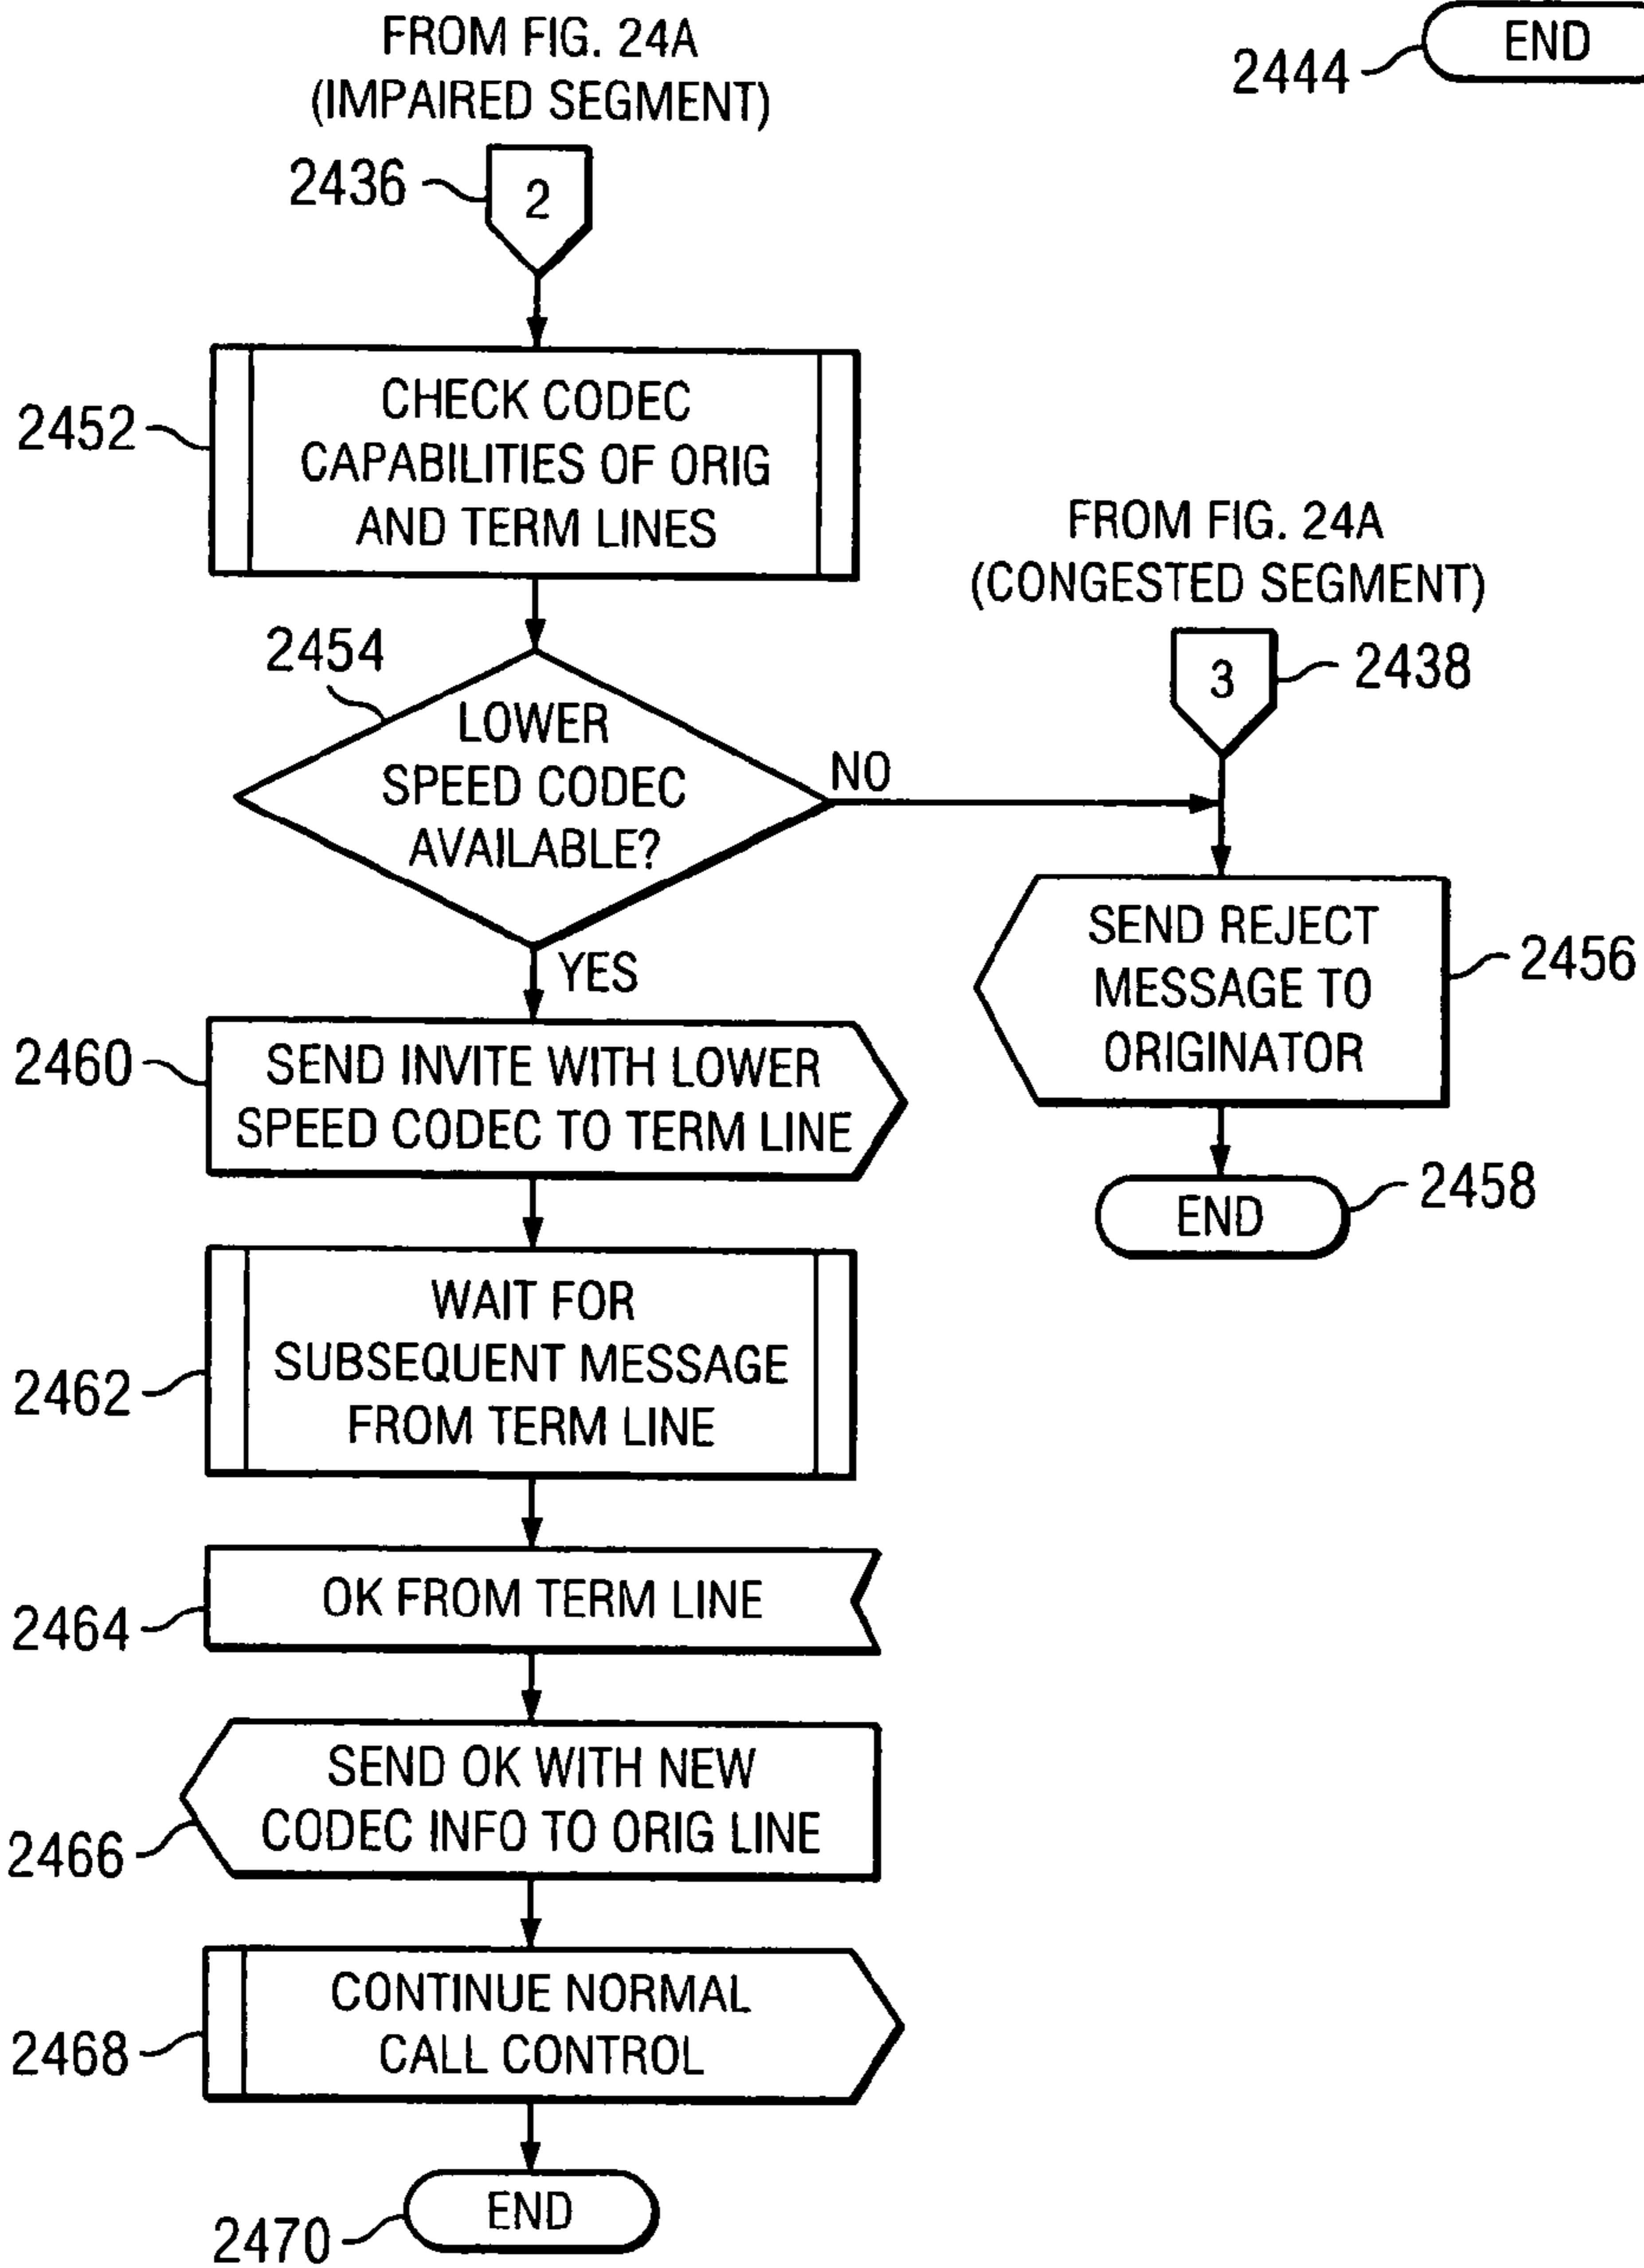 FROM FIG. 24A
(IMPAIRED SEGMENT)
2436
2
2444
END
2452
CHECK CODEC
CAPABILITIES OF ORIG
AND TERM LINES
2454
LOWER
SPEED CODEC
AVAILABLE?
NO
YES
FROM FIG. 24A
(CONGESTED SEGMENT)
3
2438
SEND REJECT
MESSAGE TO
ORIGINATOR
2456
END
2458
2460
SEND INVITE WITH LOWER
SPEED CODEC TO TERM LINE
2462
WAIT FOR
SUBSEQUENT MESSAGE
FROM TERM LINE
2464
OK FROM TERM LINE
2466
SEND OK WITH NEW
CODEC INFO TO ORIG LINE
2468
CONTINUE NORMAL
CALL CONTROL
2470
END